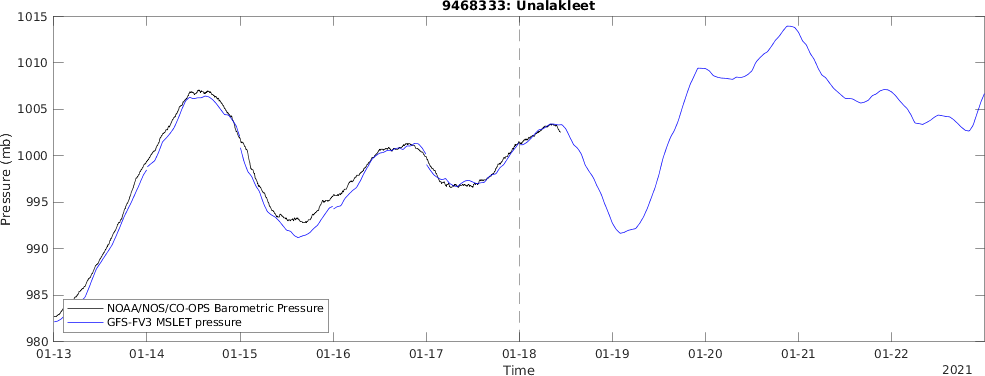 9468333: Unalakleet
1015
1010
1005
1000
995
990
985
980
Pressure (mb)
NOAA/NOS/CO-OPS Barometric Pressure
GFS-FV3 MSLET pressure
01-13 01-14 01-15 01-16 01-17 01-18 01-19 01-20 01-21 01-22
Time
2021